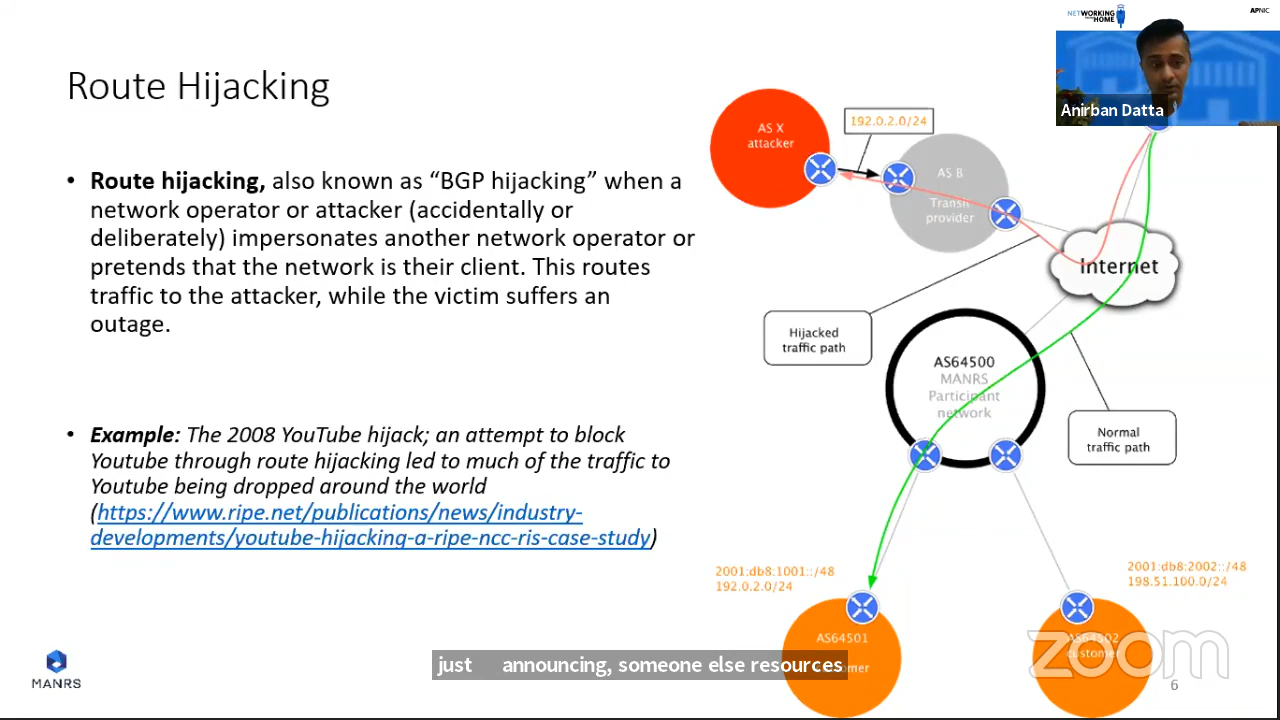 NETWORKING
FROM HOME
APNIC
Anirban Datta
Route Hijacking
• Route hijacking, also known as “BGP hijacking” when a
network operator or attacker (accidentally or
deliberately) impersonates another network operator or
pretends that the network is their client. This routes
traffic to the attacker, while the victim suffers an
outage.
• Example: The 2008 YouTube hijack; an attempt to block
Youtube through route hijacking led to much of the traffic to
Youtube being dropped around the world
(https://www.ripe.net/publications/news/industry-
developments/youtube-hijacking-a-ripe-ncc-ris-case-study)
AS X
attacker
192.0.2.0/24
AS B
Transit
provider
Internet
Hijacked
traffic path
AS64500
MANRS
Participant
network
Normal
traffic path
2001:db8:1001::/48
192.0.2.0/24
2001:db8:2002::/48
198.51.100.0/24
AS64501
AS64502
customer
just announcing, someone else resources
zoom
MANRS
6